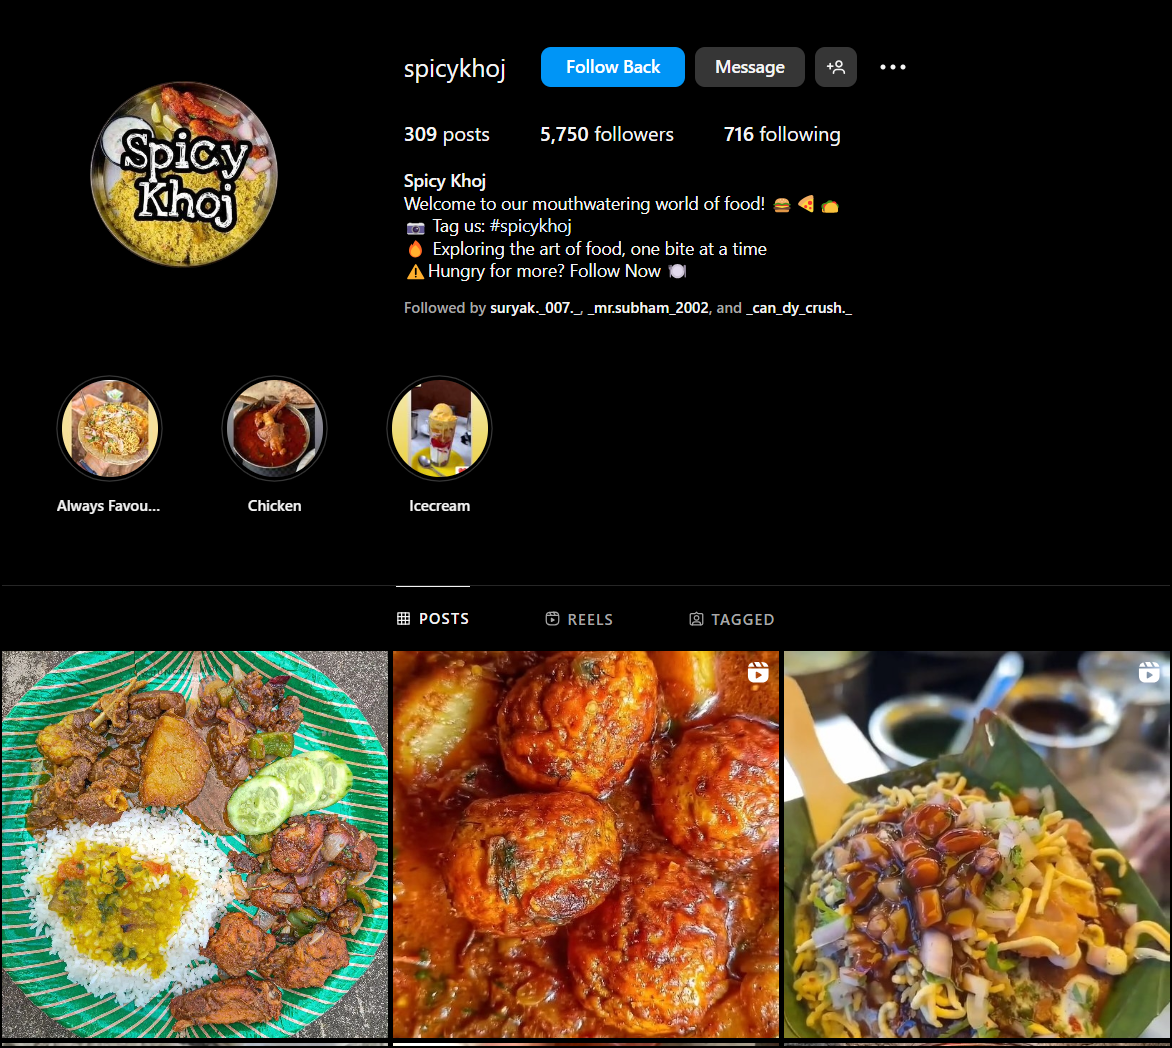 spicykhoj Follow Back Message
309 posts 5,750 followers 716 following
Spicy Khoj
Spicy
Khoj
Welcome to our mouthwatering world of food! 🍔 🍕 🌮
📷 Tag us: #spicykhoj
🔥 Exploring the art of food, one bite at a time
⚠️Hungry for more? Follow Now 🍽️
Followed by suryak._007._, _mr.subham_2002, and _can_dy_crush._
Always Favou... Chicken Icecream
POSTS REELS TAGGED